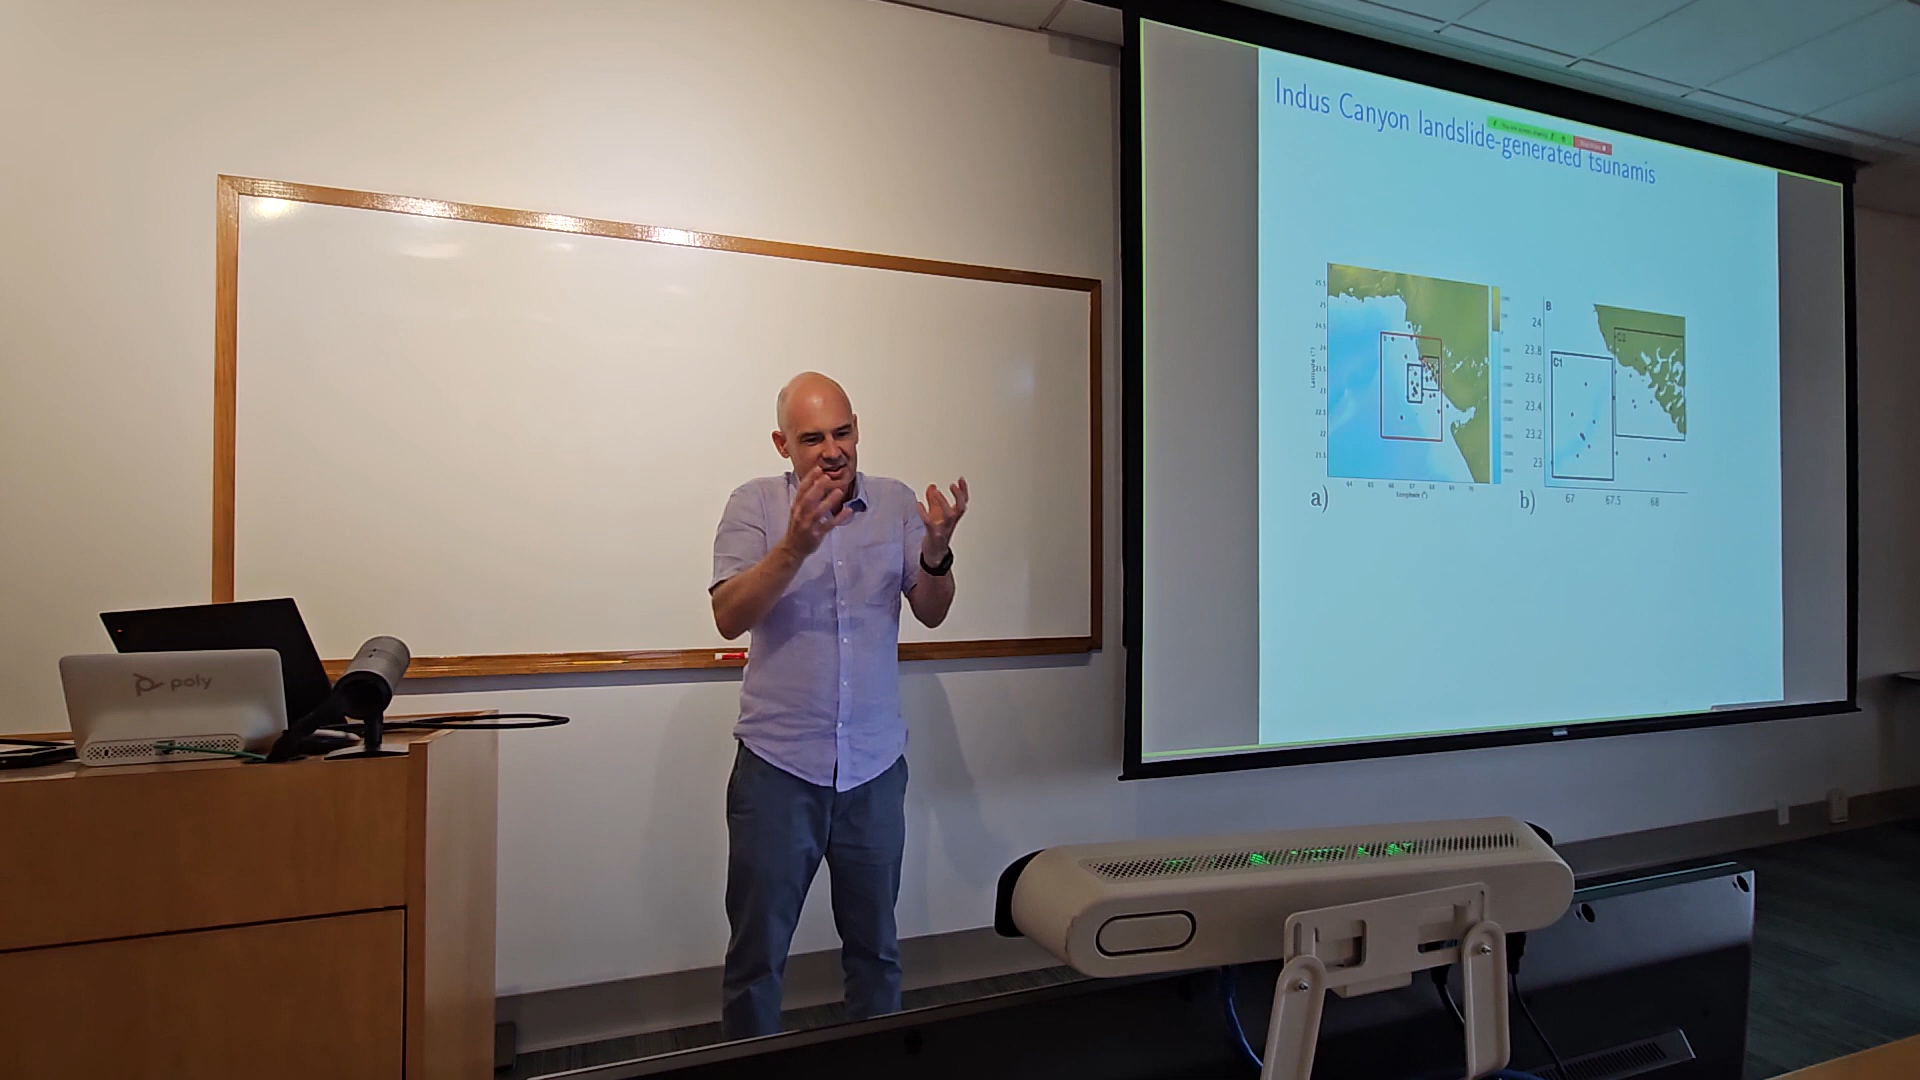 Indus Canyon landslide-generated tsunamis
B
24
23.8
23.6
23.4
23.2
23
C1
67
67.5
68
Longitude (°)
a)
b)
poly